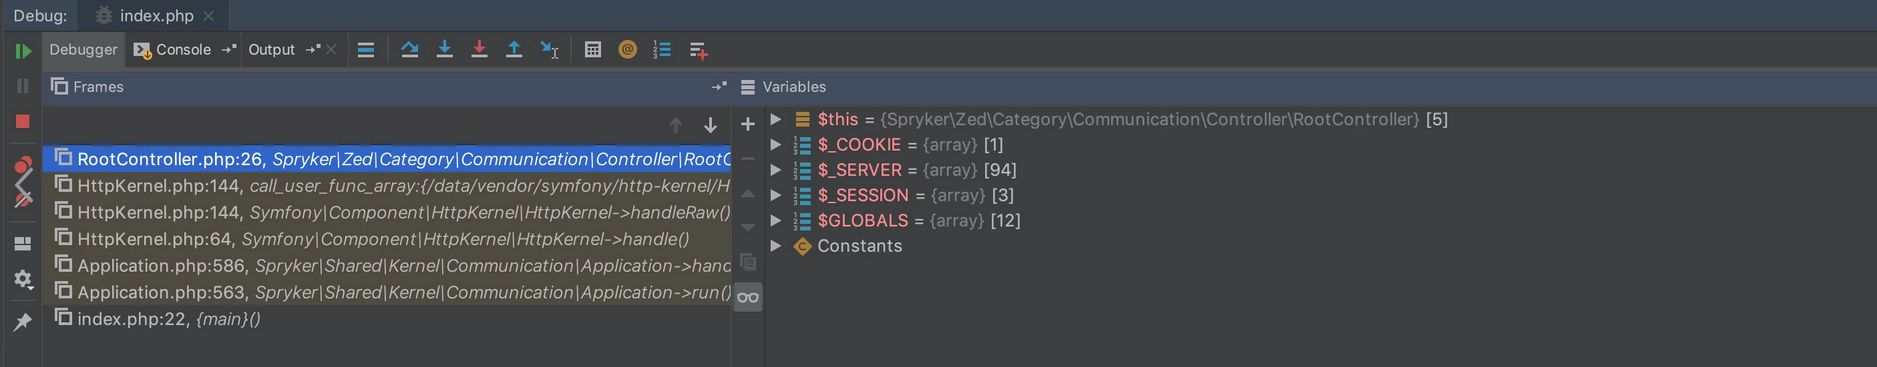 Debug: index.php
Debugger Console Output
Frames
Variables
RootController.php:26, Spryker\Zed\Category\Communication\Controller\RootC
HttpKernel.php:144, call_user_func_array:{/data/vendor/symfony/http-kernel/H
HttpKernel.php:144, Symfony\Component\HttpKernel\HttpKernel->handleRaw()
HttpKernel.php:64, Symfony\Component\HttpKernel\HttpKernel->handle()
Application.php:586, Spryker\Shared\Kernel\Communication\Application->hand
Application.php:563, Spryker\Shared\Kernel\Communication\Application->run()
index.php:22, {main}()
$this = {Spryker\Zed\Category\Communication\Controller\RootController} [5]
$_COOKIE = {array} [1]
$_SERVER = {array} [94]
$_SESSION = {array} [3]
$GLOBALS = {array} [12]
Constants